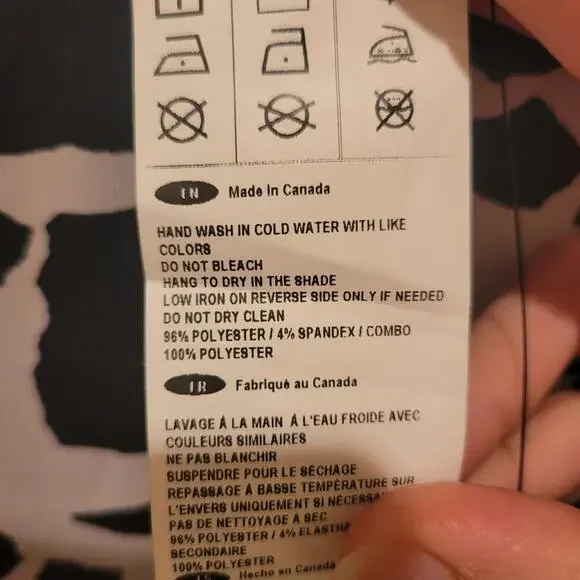 EN Made In Canada
HAND WASH IN COLD WATER WITH LIKE
COLORS
DO NOT BLEACH
HANG TO DRY IN THE SHADE
LOW IRON ON REVERSE SIDE ONLY IF NEEDED
DO NOT DRY CLEAN
96% POLYESTER / 4% SPANDEX / COMBO
100% POLYESTER
FR Fabriqué au Canada
LAVAGE Á LA MAIN Á L'EAU FROIDE AVEC
COULEURS SIMILAIRES
NE PAS BLANCHIR
SUSPENDRE POUR LE SÉCHAGE
REPASSAGE Á BASSE TEMPÉRATURE SUR
L'ENVERS UNIQUEMENT SI NÉCESSA
PAS DE NETTOYAGE Á SEC
96% POLYESTER / 4% ELASTHA
SECONDAIRE
100% POLYESTER
Hecho en Canada